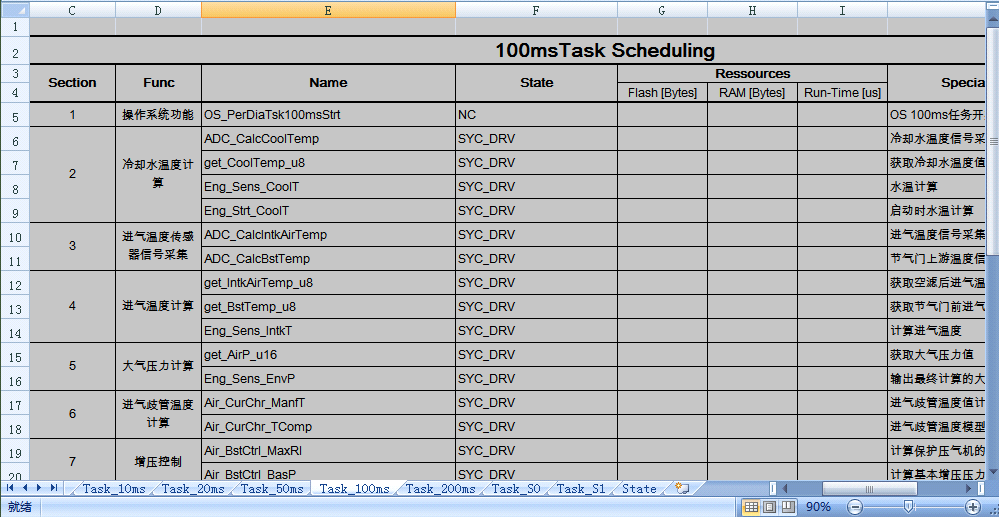 C D E F G H I
1
2 100msTask Scheduling
3 Section Func Name State Ressources Specia
4 Flash [Bytes] RAM [Bytes] Run-Time [us]
5 1 操作系统功能 OS_PerDiaTsk100msStrt NC OS 100ms任务开
6 2 冷却水温度计算 ADC_CalcCoolTemp SYC_DRV 冷却水温度信号采
7 get_CoolTemp_u8 SYC_DRV 获取冷却水温度值
8 Eng_Sens_CoolT SYC_DRV 水温计算
9 Eng_Strt_CoolT SYC_DRV 启动时水温计算
10 3 进气温度传感器信号采集 ADC_CalcIntkAirTemp SYC_DRV 进气温度信号采集
11 ADC_CalcBstTemp SYC_DRV 节气门上游温度信
12 4 进气温度计算 get_IntkAirTemp_u8 SYC_DRV 获取空滤后进气温
13 get_BstTemp_u8 SYC_DRV 获取节气门前进气
14 Eng_Sens_IntkT SYC_DRV 计算进气温度
15 5 大气压力计算 get_AirP_u16 SYC_DRV 获取大气压力值
16 Eng_Sens_EnvP SYC_DRV 输出最终计算的大
17 6 进气歧管温度计算 Air_CurChr_ManfT SYC_DRV 进气歧管温度值计
18 Air_CurChr_TComp SYC_DRV 进气歧管温度模型
19 7 增压控制 Air_BstCtrl_MaxRl SYC_DRV 计算保护压气机的
20 Air_BstCtrl_BasP SYC_DRV 计算基本增压压力
Task_10ms Task_20ms Task_50ms Task_100ms Task_200ms Task_S0 Task_S1 State
就绪 90%